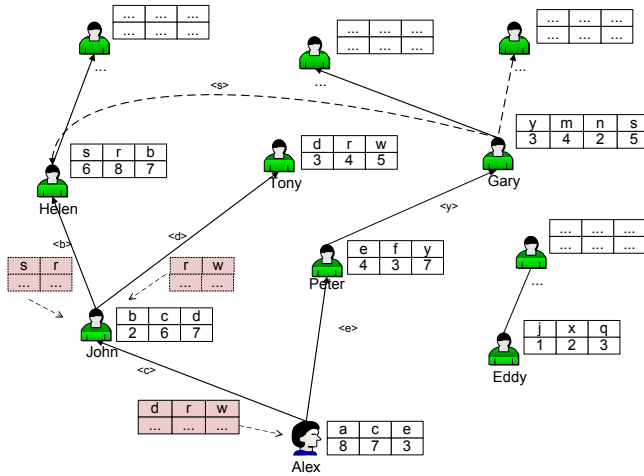 ... ... ...
... ... ...
...
... ... ...
... ... ...
...
... ... ...
... ... ...
...
<s>
s r b
6 8 7
Helen
d r w
3 4 5
Tony
y m n s
3 4 2 5
Gary
<b>
<d>
<y>
s r
... ...
r w
... ...
e f y
4 3 7
Peter
... ... ...
... ... ...
...
b c d
2 6 7
John
j x q
1 2 3
Eddy
<c>
<e>
d r w
... ... ...
a c e
8 7 3
Alex